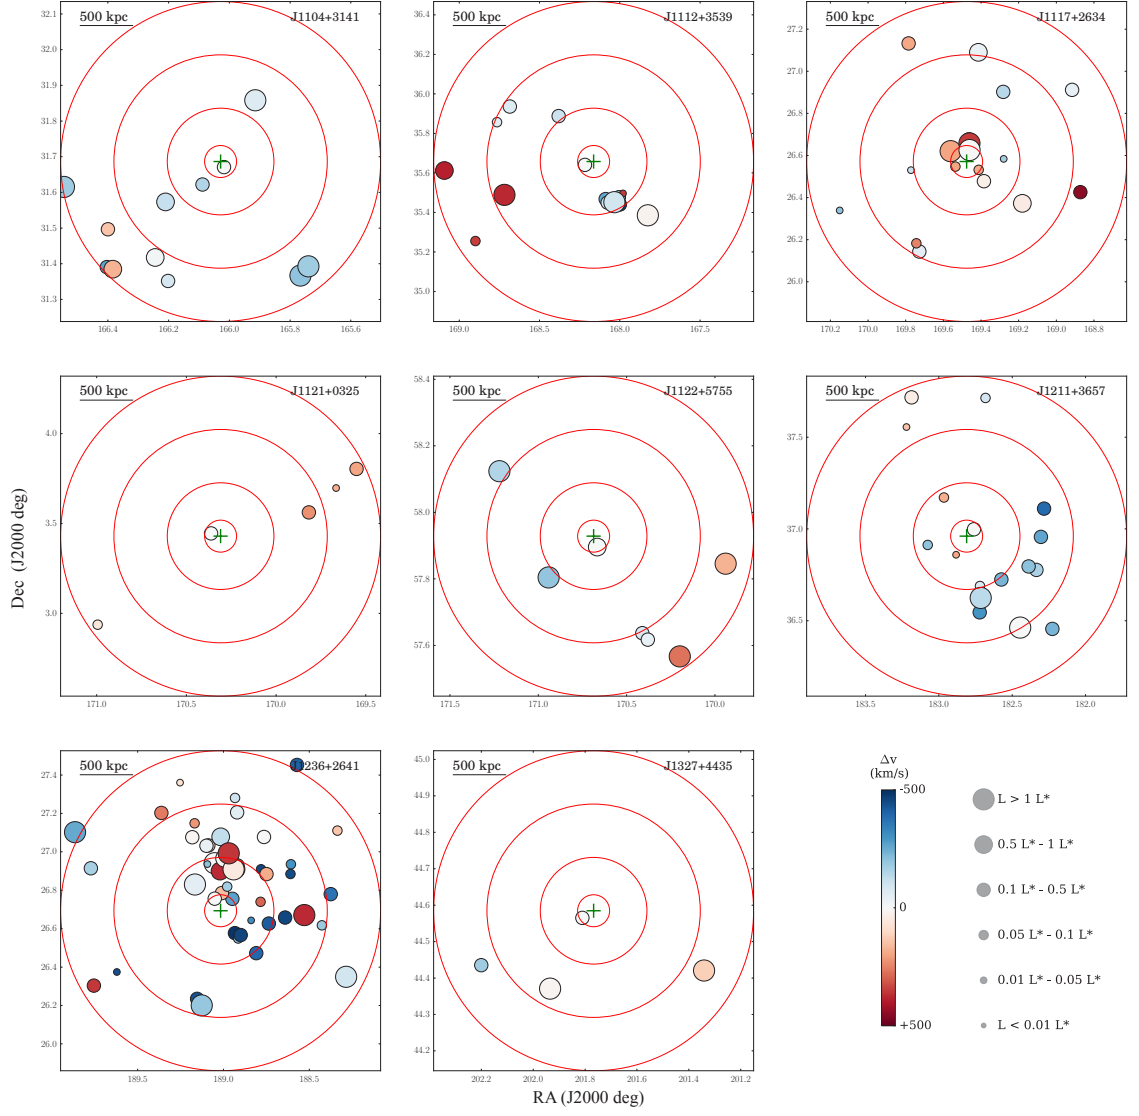 500 kpc J1104+3141
32.1
32.0
31.9
31.8
31.7
31.6
31.5
31.4
31.3
166.4 166.2 166.0 165.8 165.6
500 kpc J1112+3539
36.4
36.2
36.0
35.8
35.6
35.4
35.2
35.0
169.0 168.5 168.0 167.5
500 kpc J1117+2634
27.2
27.0
26.8
26.6
26.4
26.2
26.0
170.2 170.0 169.8 169.6 169.4 169.2 169.0 168.8
500 kpc J1121+0325
4.0
3.5
3.0
171.0 170.5 170.0 169.5
500 kpc J1122+5755
58.4
58.2
58.0
57.8
57.6
171.5 171.0 170.5 170.0
500 kpc J1211+3657
37.5
37.0
36.5
183.5 183.0 182.5 182.0
Dec (J2000 deg)
500 kpc J1236+2641
27.4
27.2
27.0
26.8
26.6
26.4
26.2
26.0
189.5 189.0 188.5
500 kpc J1327+4435
45.0
44.9
44.8
44.7
44.6
44.5
44.4
44.3
44.2
202.2 202.0 201.8 201.6 201.4 201.2
RA (J2000 deg)
Δv
(km/s)
-500
0
+500
L > 1 L*
0.5 L* - 1 L*
0.1 L* - 0.5 L*
0.05 L* - 0.1 L*
0.01 L* - 0.05 L*
L < 0.01 L*